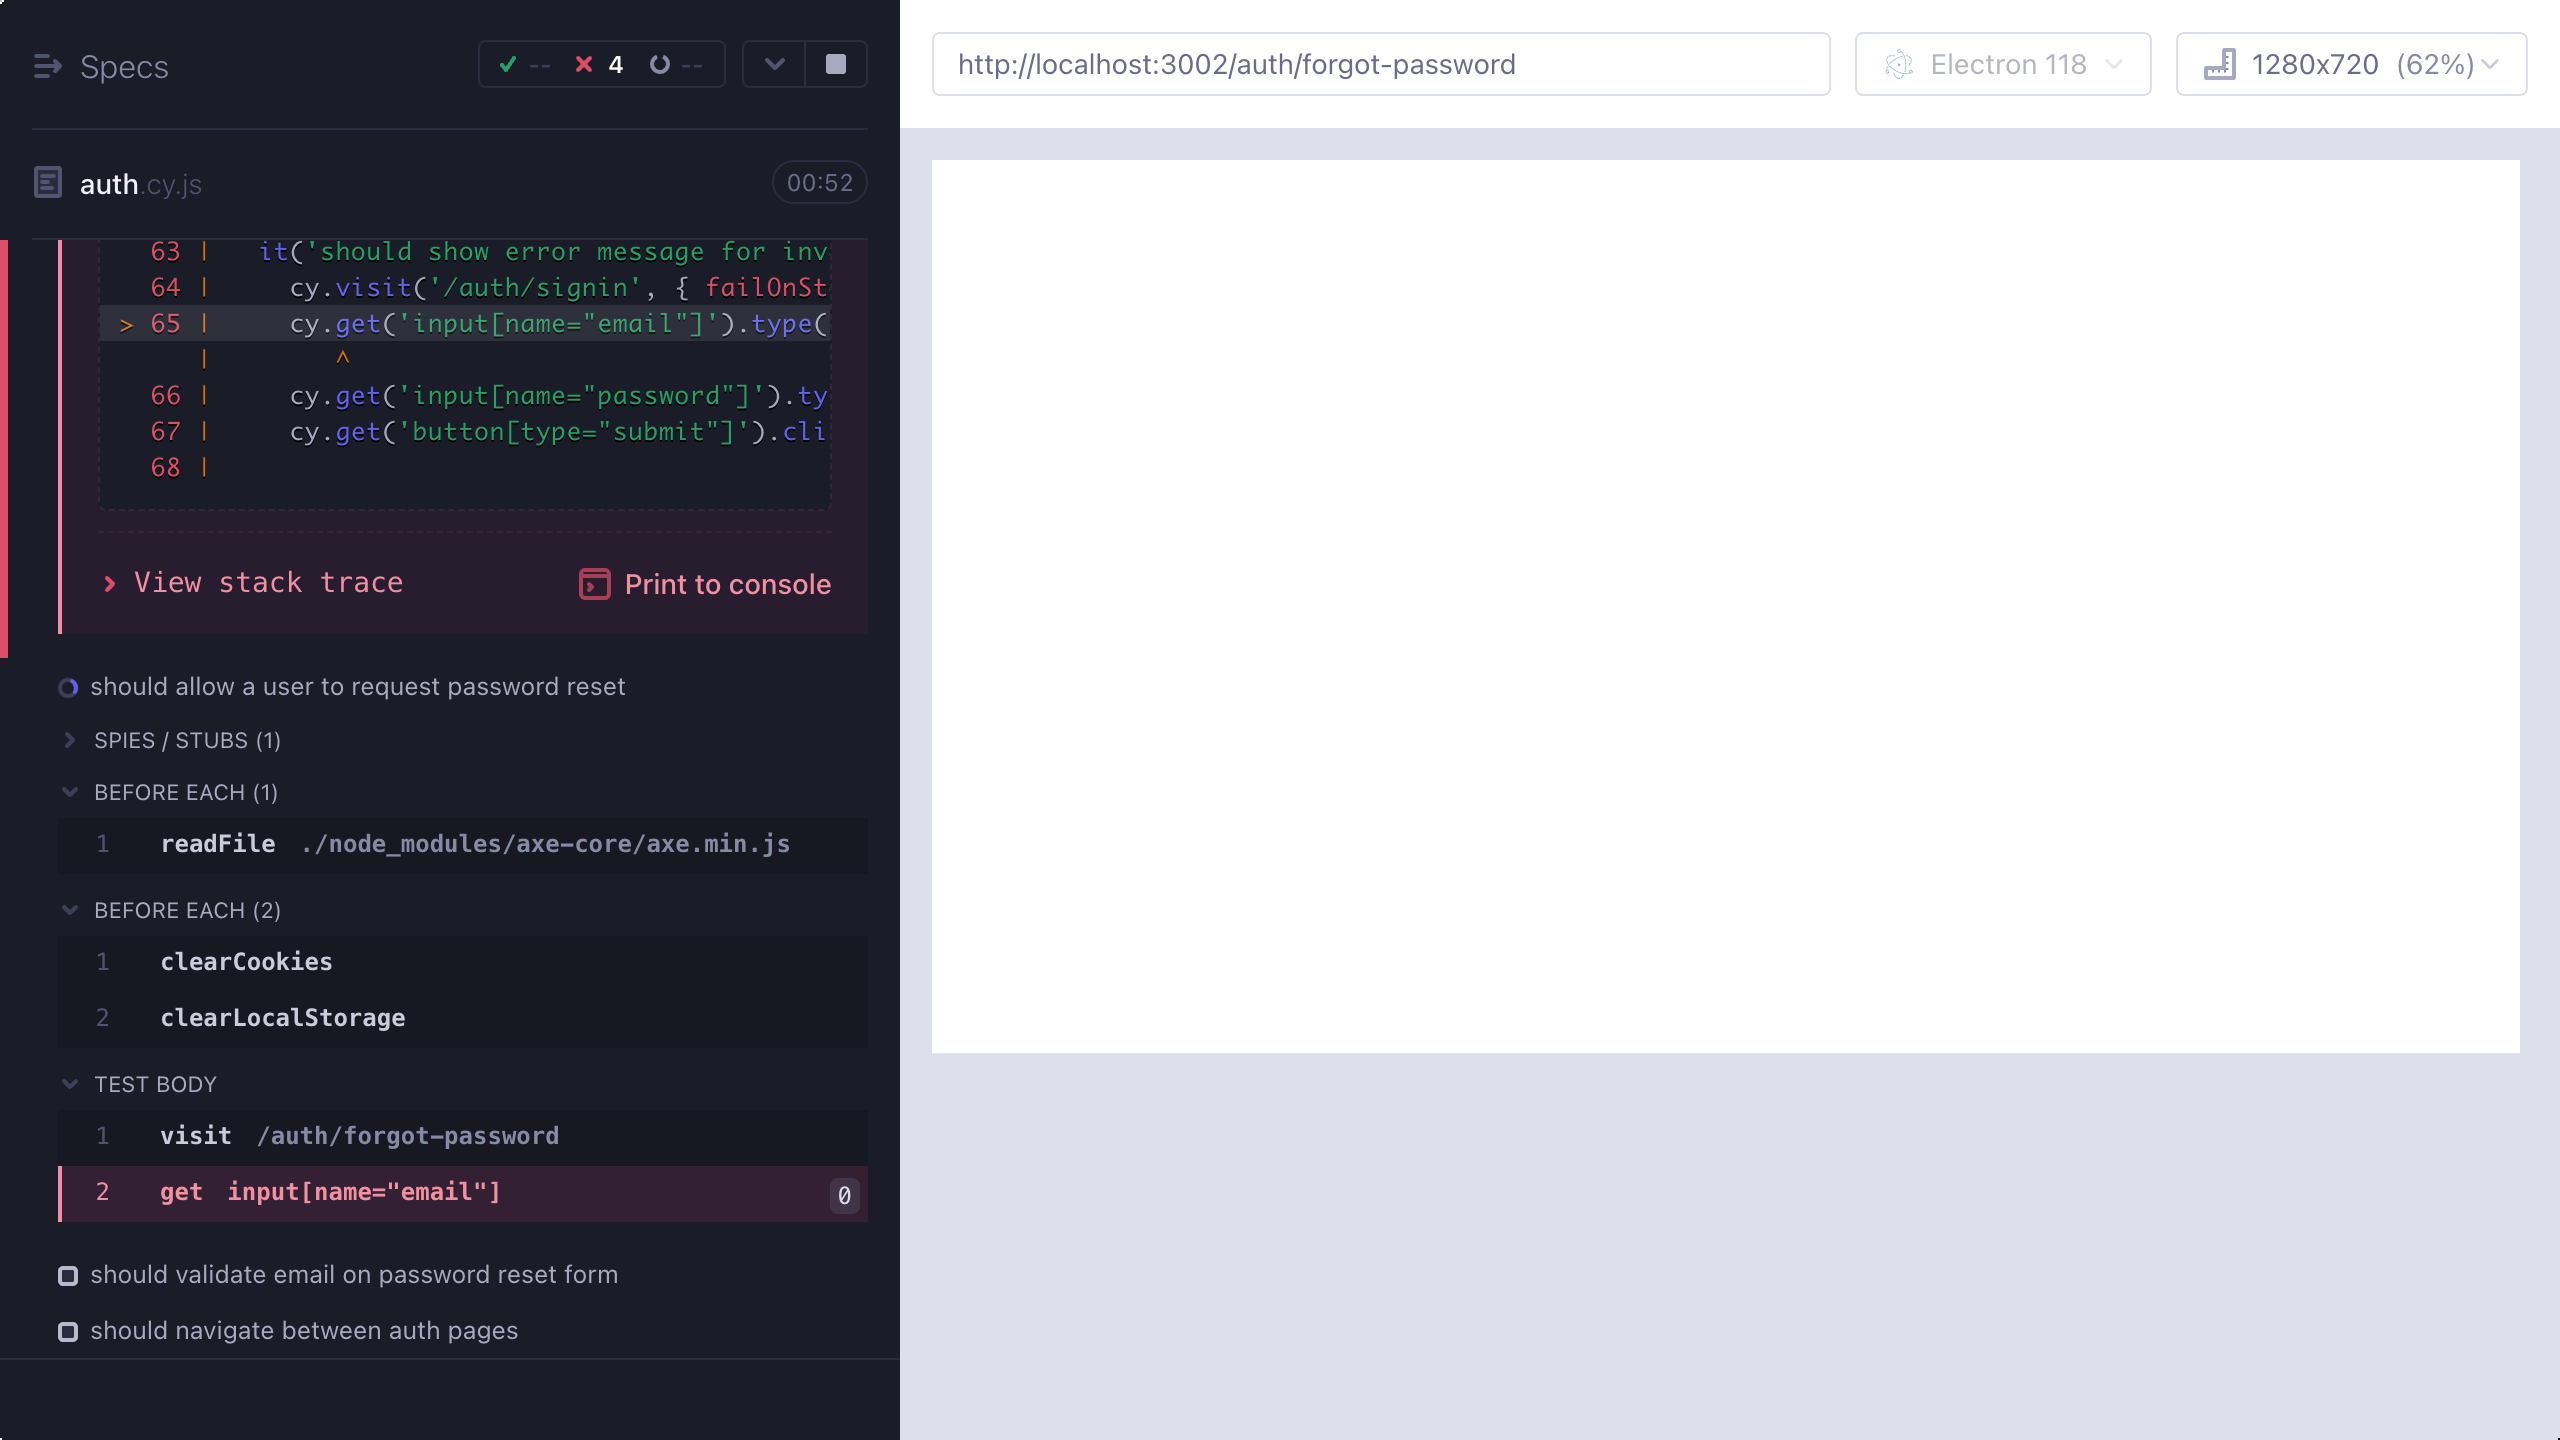 Specs
-- 4 --
auth.cy.js
00:52
63 | it('should show error message for inv
64 | cy.visit('/auth/signin', { failOnSt
> 65 | cy.get('input[name="email"]').type(
| ^
66 | cy.get('input[name="password"]').ty
67 | cy.get('button[type="submit"]').cli
68 |
View stack trace
Print to console
should allow a user to request password reset
SPIES / STUBS (1)
BEFORE EACH (1)
1 readFile ./node_modules/axe-core/axe.min.js
BEFORE EACH (2)
1 clearCookies
2 clearLocalStorage
TEST BODY
1 visit /auth/forgot-password
2 get input[name="email"] 0
should validate email on password reset form
should navigate between auth pages
http://localhost:3002/auth/forgot-password
Electron 118
1280x720 (62%)